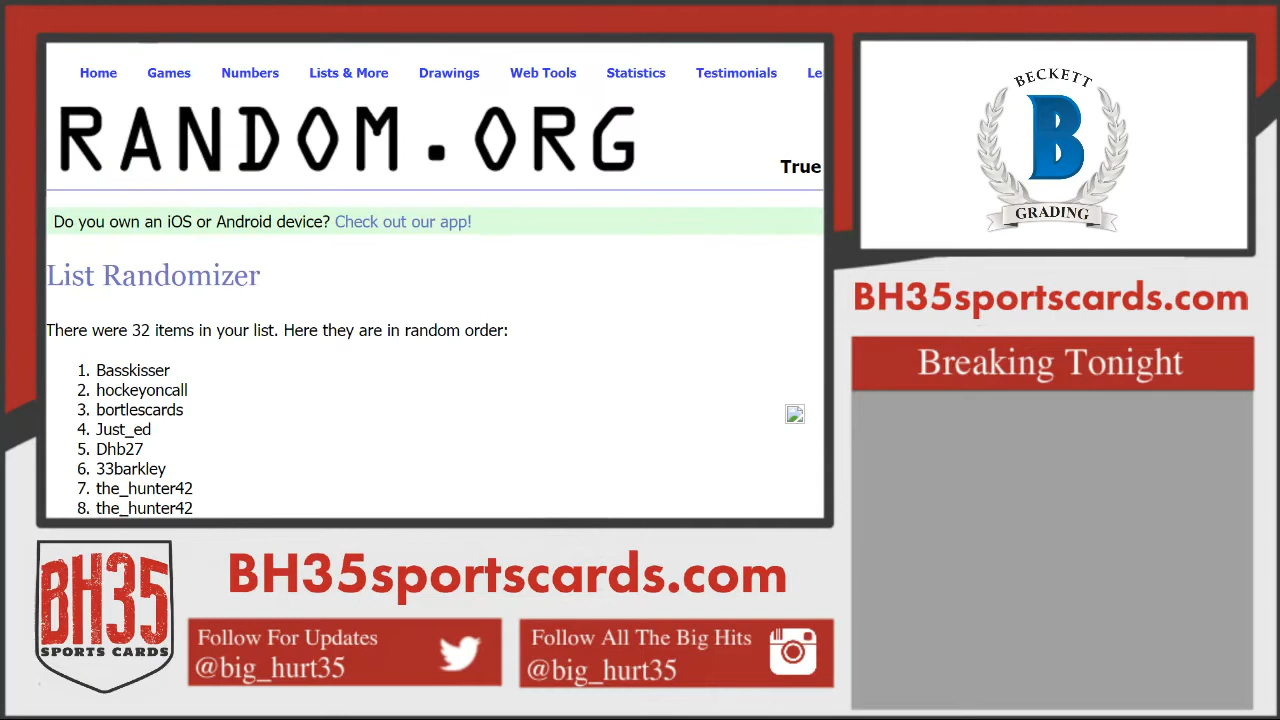 Home Games Numbers Lists & More Drawings Web Tools Statistics Testimonials Le
RANDOM.ORG
True
Do you own an iOS or Android device? Check out our app!
List Randomizer
There were 32 items in your list. Here they are in random order:
1. Basskisser
2. hockeyoncall
3. bortlescards
4. Just_ed
5. Dhb27
6. 33barkley
7. the_hunter42
8. the_hunter42
BECKETT
B
GRADING
BH35sportscards.com
Breaking Tonight
BH35
SPORTS CARDS
BH35sportscards.com
Follow For Updates
@big_hurt35
Follow All The Big Hits
@big_hurt35